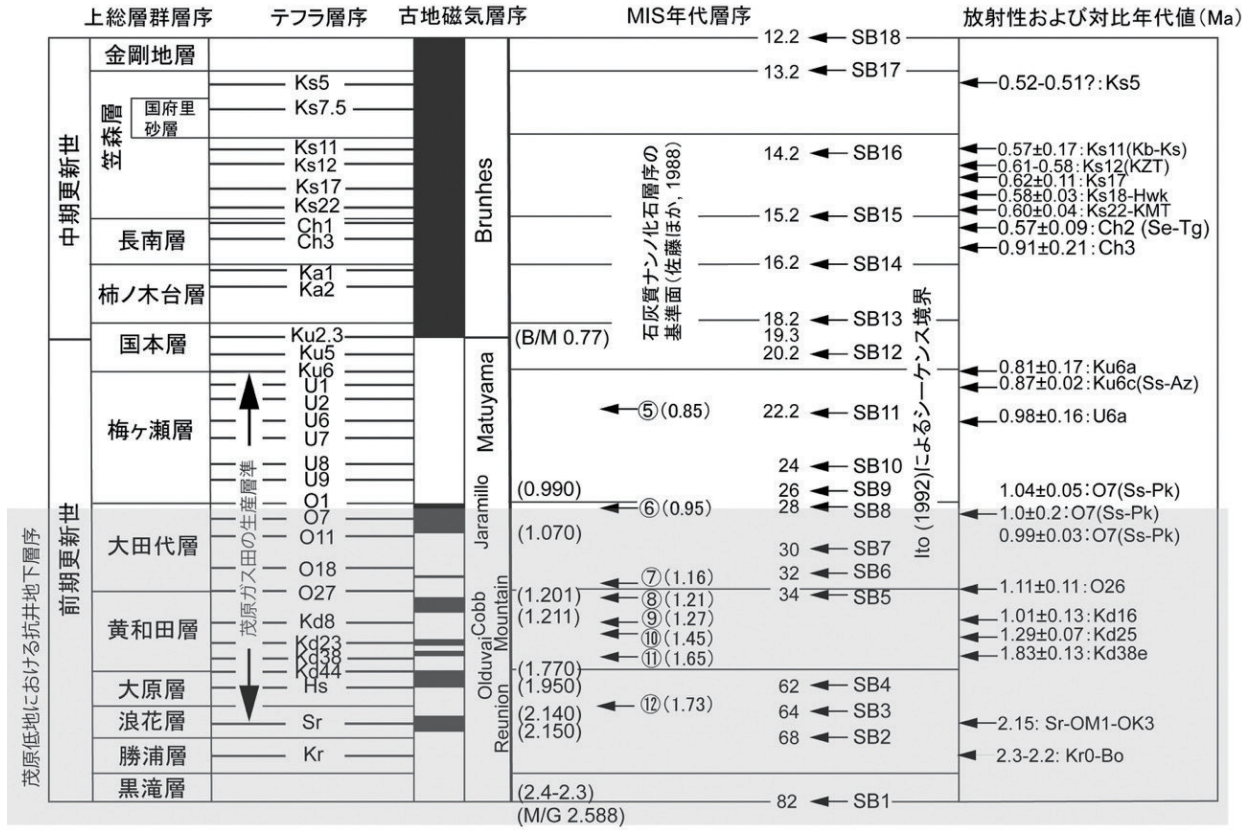 上総層群層序 テフラ層序 古地磁気層序 MIS年代層序 放射性および対比年代値(Ma)
中期更新世
前期更新世
茂原低地における抗井地下層序
金剛地層
笠森層
国府里
砂層
長南層
柿ノ木台層
国本層
梅ヶ瀬層
大田代層
黄和田層
大原層
浪花層
勝浦層
黒滝層
Ks5
Ks7.5
Ks11
Ks12
Ks17
Ks22
Ch1
Ch3
Ka1
Ka2
Ku2.3
Ku5
Ku6
U1
U2
U6
U7
U8
U9
O1
O7
O11
O18
O27
Kd8
Kd23
Kd38
Kd44
Hs
Sr
Kr
茂原ガス田の生産層準
Brunhes
Matuyama
Jaramillo
Cobb
Mountain
Olduvai
Reunion
(B/M 0.77)
(0.990)
(1.070)
(1.201)
(1.211)
(1.770)
(1.950)
(2.140)
(2.150)
(2.4-2.3)
(M/G 2.588)
石灰質ナンノ化石層序の
基準面(佐藤ほか, 1988)
⑤(0.85)
⑥(0.95)
⑦(1.16)
⑧(1.21)
⑨(1.27)
⑩(1.45)
⑪(1.65)
⑫(1.73)
12.2 SB18
13.2 SB17
14.2 SB16
15.2 SB15
16.2 SB14
18.2 SB13
19.3
20.2 SB12
22.2 SB11
24 SB10
26 SB9
28 SB8
30 SB7
32 SB6
34 SB5
62 SB4
64 SB3
68 SB2
82 SB1
Ito (1992)によるシーケンス境界
0.52-0.51?:Ks5
0.57±0.17:Ks11(Kb-Ks)
0.61-0.58:Ks12(KZT)
0.62±0.11:Ks17
0.58±0.03:Ks18-Hwk
0.60±0.04:Ks22-KMT
0.57±0.09:Ch2 (Se-Tg)
0.91±0.21:Ch3
0.81±0.17:Ku6a
0.87±0.02:Ku6c(Ss-Az)
0.98±0.16:U6a
1.04±0.05:O7(Ss-Pk)
1.0±0.2:O7(Ss-Pk)
0.99±0.03:O7(Ss-Pk)
1.11±0.11:O26
1.01±0.13:Kd16
1.29±0.07:Kd25
1.83±0.13:Kd38e
2.15: Sr-OM1-OK3
2.3-2.2: Kr0-Bo